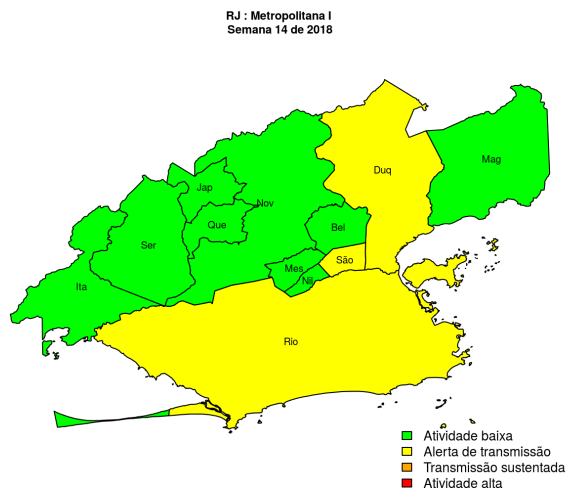 RJ : Metropolitana I
Semana 14 de 2018
Duq
Mag
Jap
Nov
Que
Bel
Ser
São
Mes
Nil
Ita
Rio
Atividade baixa
Alerta de transmissão
Transmissão sustentada
Atividade alta